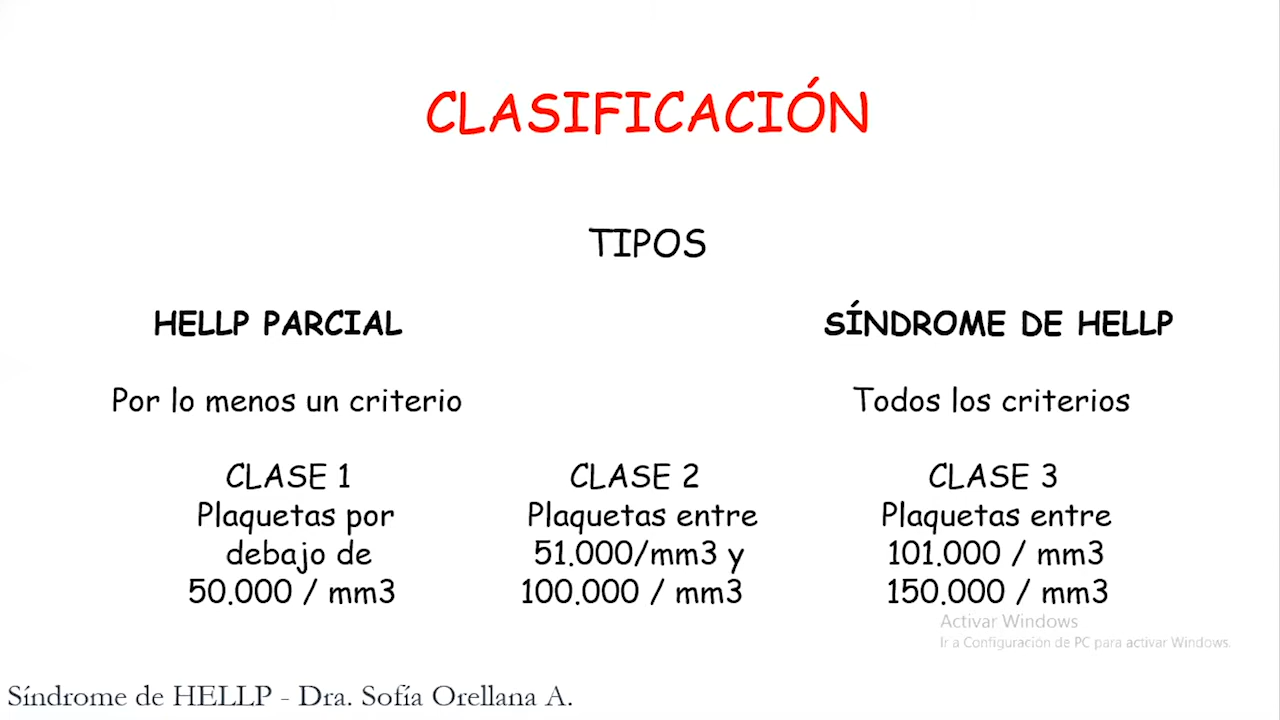 CLASIFICACIÓN
TIPOS
HELLP PARCIAL
Por lo menos un criterio
SÍNDROME DE HELLP
Todos los criterios
CLASE 1
Plaquetas por
debajo de
50.000 / mm3
CLASE 2
Plaquetas entre
51.000/mm3 y
100.000 / mm3
CLASE 3
Plaquetas entre
101.000 / mm3
150.000 / mm3
Activar Windows
Ir a Configuración de PC para activar Windows.
Síndrome de HELLP - Dra. Sofía Orellana A.